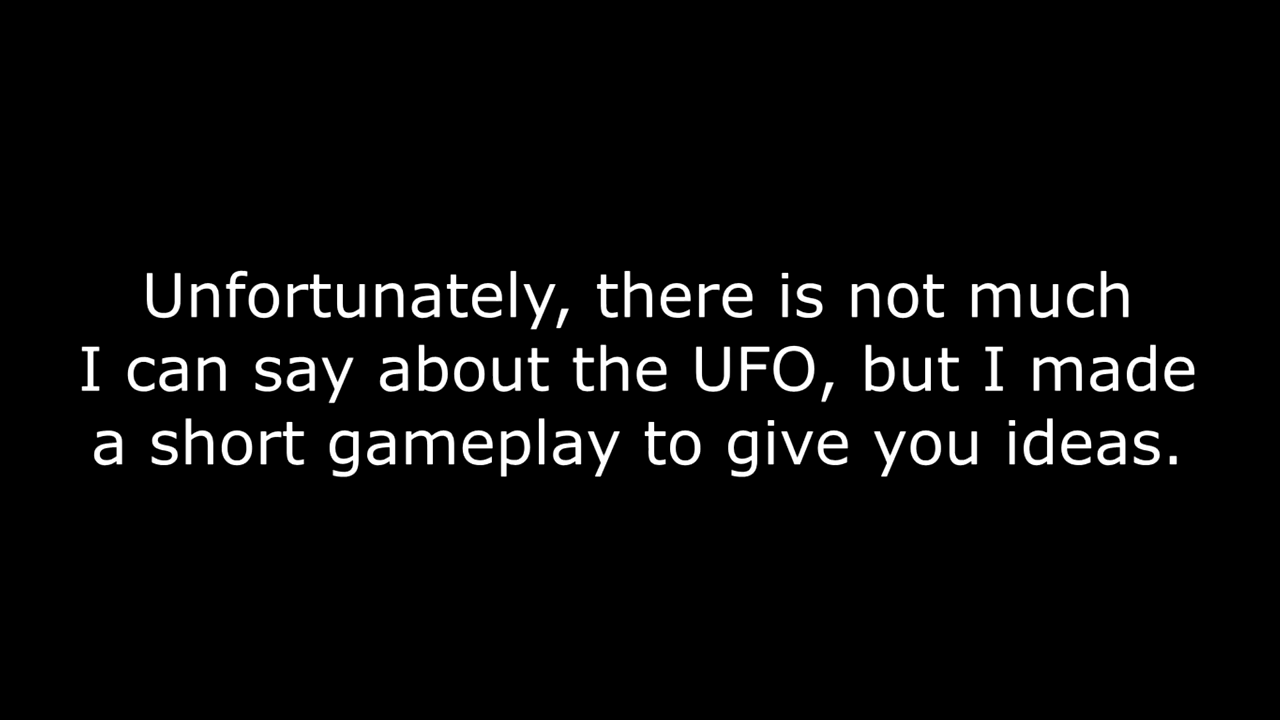 Unfortunately, there is not much
I can say about the UFO, but I made
a short gameplay to give you ideas.